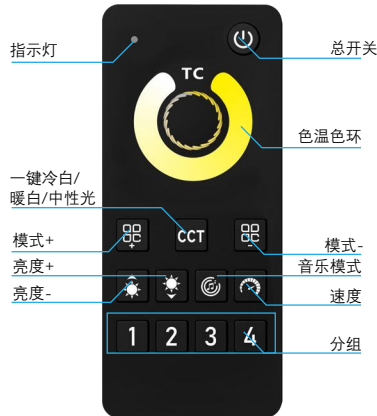 指示灯
总开关
TC
色温色环
一键冷白/
暖白/中性光
模式+
CCT
模式-
亮度+
音乐模式
亮度-
速度
1 2 3 4
分组